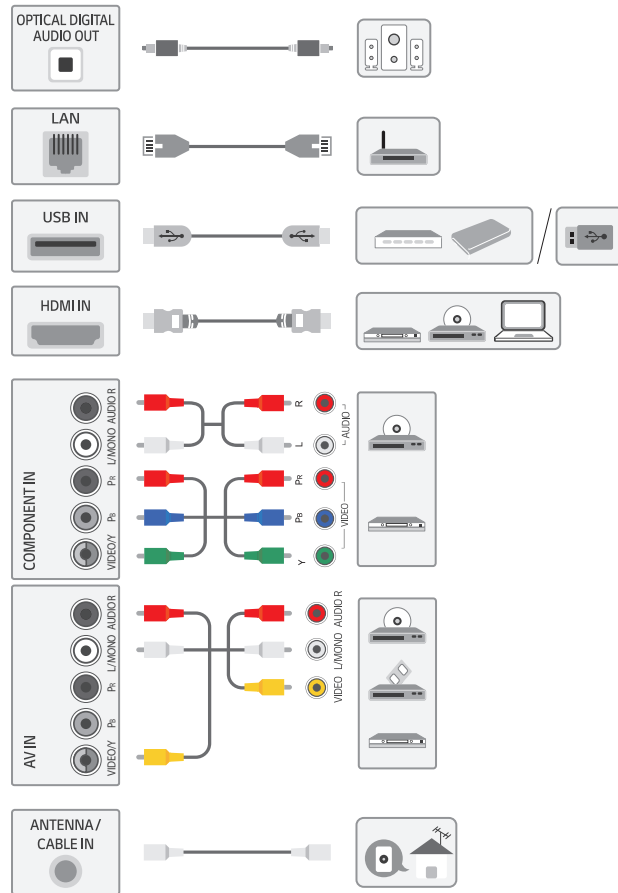 OPTICAL DIGITAL
AUDIO OUT
LAN
USB IN
/
HDMI IN
COMPONENT IN
AUDIO R
L/MONO
PR
PB
VIDEO/Y
R
L
AUDIO
PR
PB
Y
VIDEO
AV IN
AUDIO R
L/MONO
PR
PB
VIDEO/Y
AUDIO R
L/MONO
VIDEO
ANTENNA /
CABLE IN